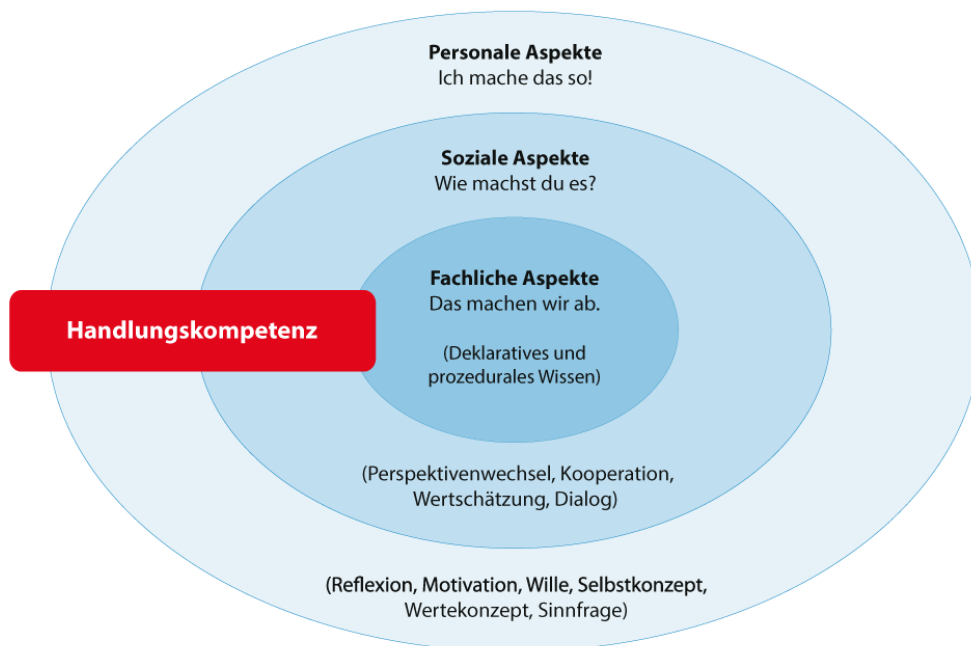 Personale Aspekte
Ich mache das so!
Soziale Aspekte
Wie machst du es?
Fachliche Aspekte
Das machen wir ab.
Handlungskompetenz
(Deklaratives und
prozedurales Wissen)
(Perspektivenwechsel, Kooperation,
Wertschätzung, Dialog)
(Reflexion, Motivation, Wille, Selbstkonzept,
Wertekonzept, Sinnfrage)